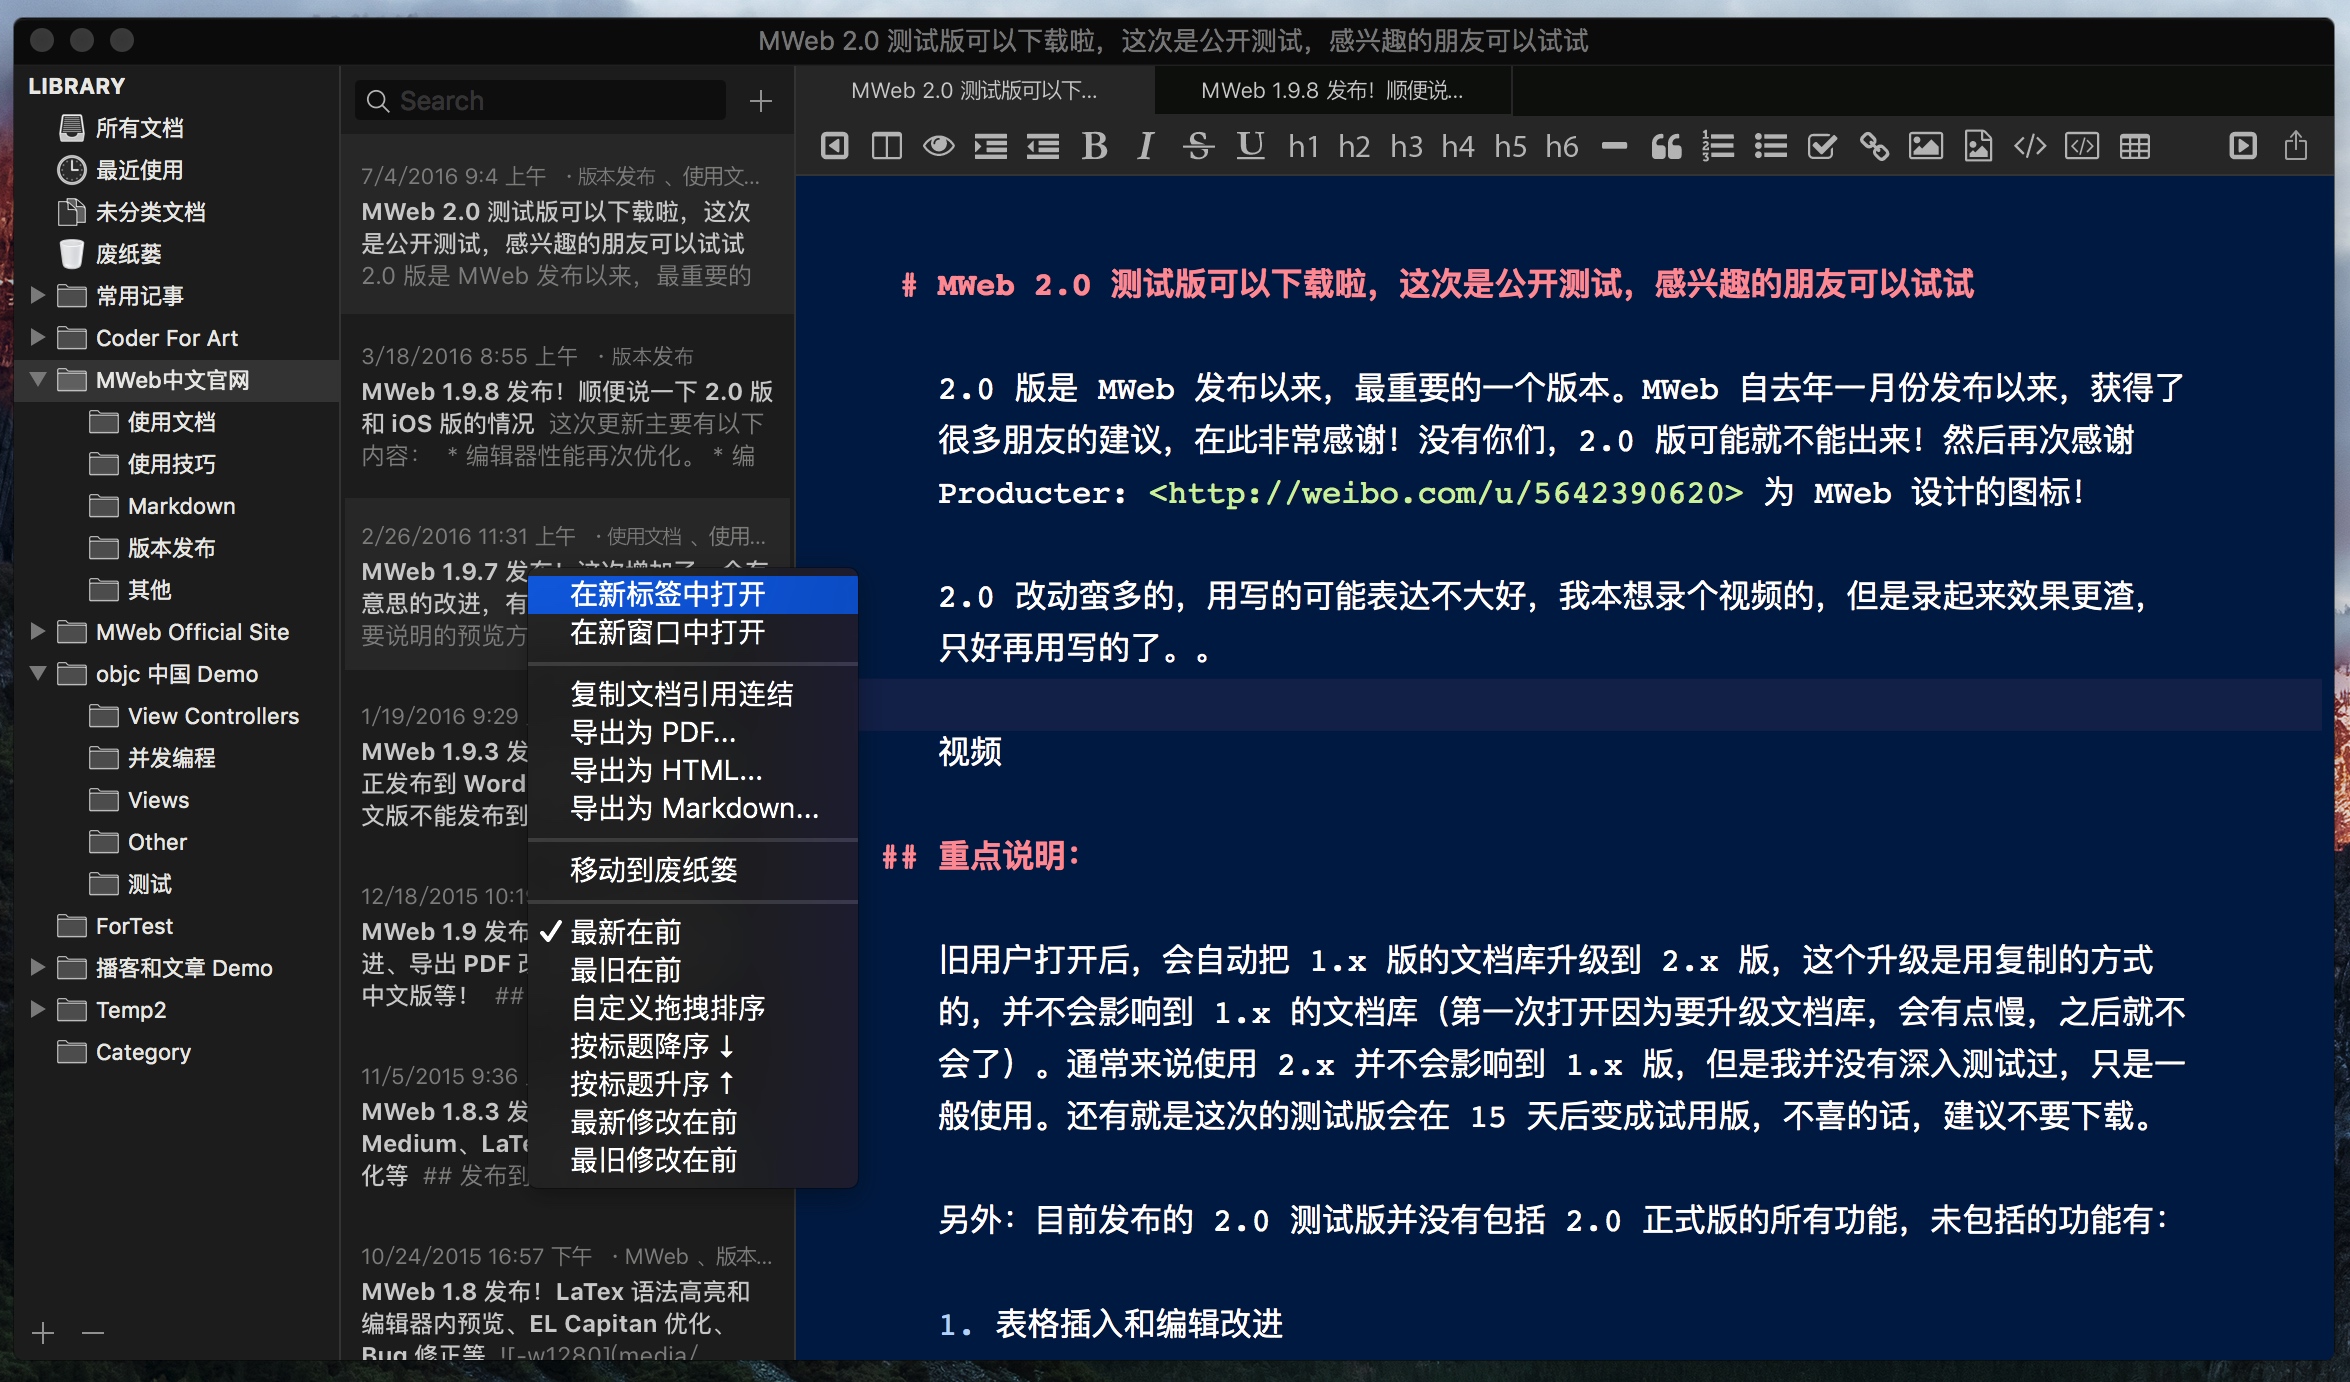 MWeb 2.0 测试版可以下载啦，这次是公开测试，感兴趣的朋友可以试试
LIBRARY
所有文档
最近使用
未分类文档
废纸蒌
常用记事
Coder For Art
MWeb中文官网
使用文档
使用技巧
Markdown
版本发布
其他
MWeb Official Site
objc 中国 Demo
View Controllers
并发编程
Views
Other
测试
ForTest
播客和文章 Demo
Temp2
Category
Search
7/4/2016 9:4 上午 · 版本发布 、使用文...
MWeb 2.0 测试版可以下载啦，这次
是公开测试，感兴趣的朋友可以试试
2.0 版是 MWeb 发布以来，最重要的
3/18/2016 8:55 上午 · 版本发布
MWeb 1.9.8 发布！顺便说一下 2.0 版
和 iOS 版的情况 这次更新主要有以下
内容： * 编辑器性能再次优化。 * 编
2/26/2016 11:31 上午 · 使用文档 、使用...
MWeb 1.9.7 发布！这次增加了一个有
意思的改进，有
要说明的预览方
1/19/2016 9:29
MWeb 1.9.3 发
正发布到 Word
文版不能发布到
12/18/2015 10:19
MWeb 1.9 发布
进、导出 PDF 改
中文版等！ ##
11/5/2015 9:36
MWeb 1.8.3 发
Medium、LaTe
化等 ## 发布到
10/24/2015 16:57 下午 · MWeb 、版本...
MWeb 1.8 发布！LaTex 语法高亮和
编辑器内预览、EL Capitan 优化、
Bug 修正等 ![-w1280](media/
在新标签中打开
在新窗口中打开
复制文档引用连结
导出为 PDF...
导出为 HTML...
导出为 Markdown...
移动到废纸篓
✓ 最新在前
最旧在前
自定义拖拽排序
按标题降序 ↓
按标题升序 ↑
最新修改在前
最旧修改在前
MWeb 2.0 测试版可以下...
MWeb 1.9.8 发布！顺便说...
B I S U h1 h2 h3 h4 h5 h6
# MWeb 2.0 测试版可以下载啦，这次是公开测试，感兴趣的朋友可以试试
2.0 版是 MWeb 发布以来，最重要的一个版本。MWeb 自去年一月份发布以来，获得了
很多朋友的建议，在此非常感谢！没有你们，2.0 版可能就不能出来！然后再次感谢
Producter: <http://weibo.com/u/5642390620> 为 MWeb 设计的图标！
2.0 改动蛮多的，用写的可能表达不大好，我本想录个视频的，但是录起来效果更渣，
只好再用写的了。。
视频
## 重点说明：
旧用户打开后，会自动把 1.x 版的文档库升级到 2.x 版，这个升级是用复制的方式
的，并不会影响到 1.x 的文档库（第一次打开因为要升级文档库，会有点慢，之后就不
会了）。通常来说使用 2.x 并不会影响到 1.x 版，但是我并没有深入测试过，只是一
般使用。还有就是这次的测试版会在 15 天后变成试用版，不喜的话，建议不要下载。
另外：目前发布的 2.0 测试版并没有包括 2.0 正式版的所有功能，未包括的功能有：
1. 表格插入和编辑改进